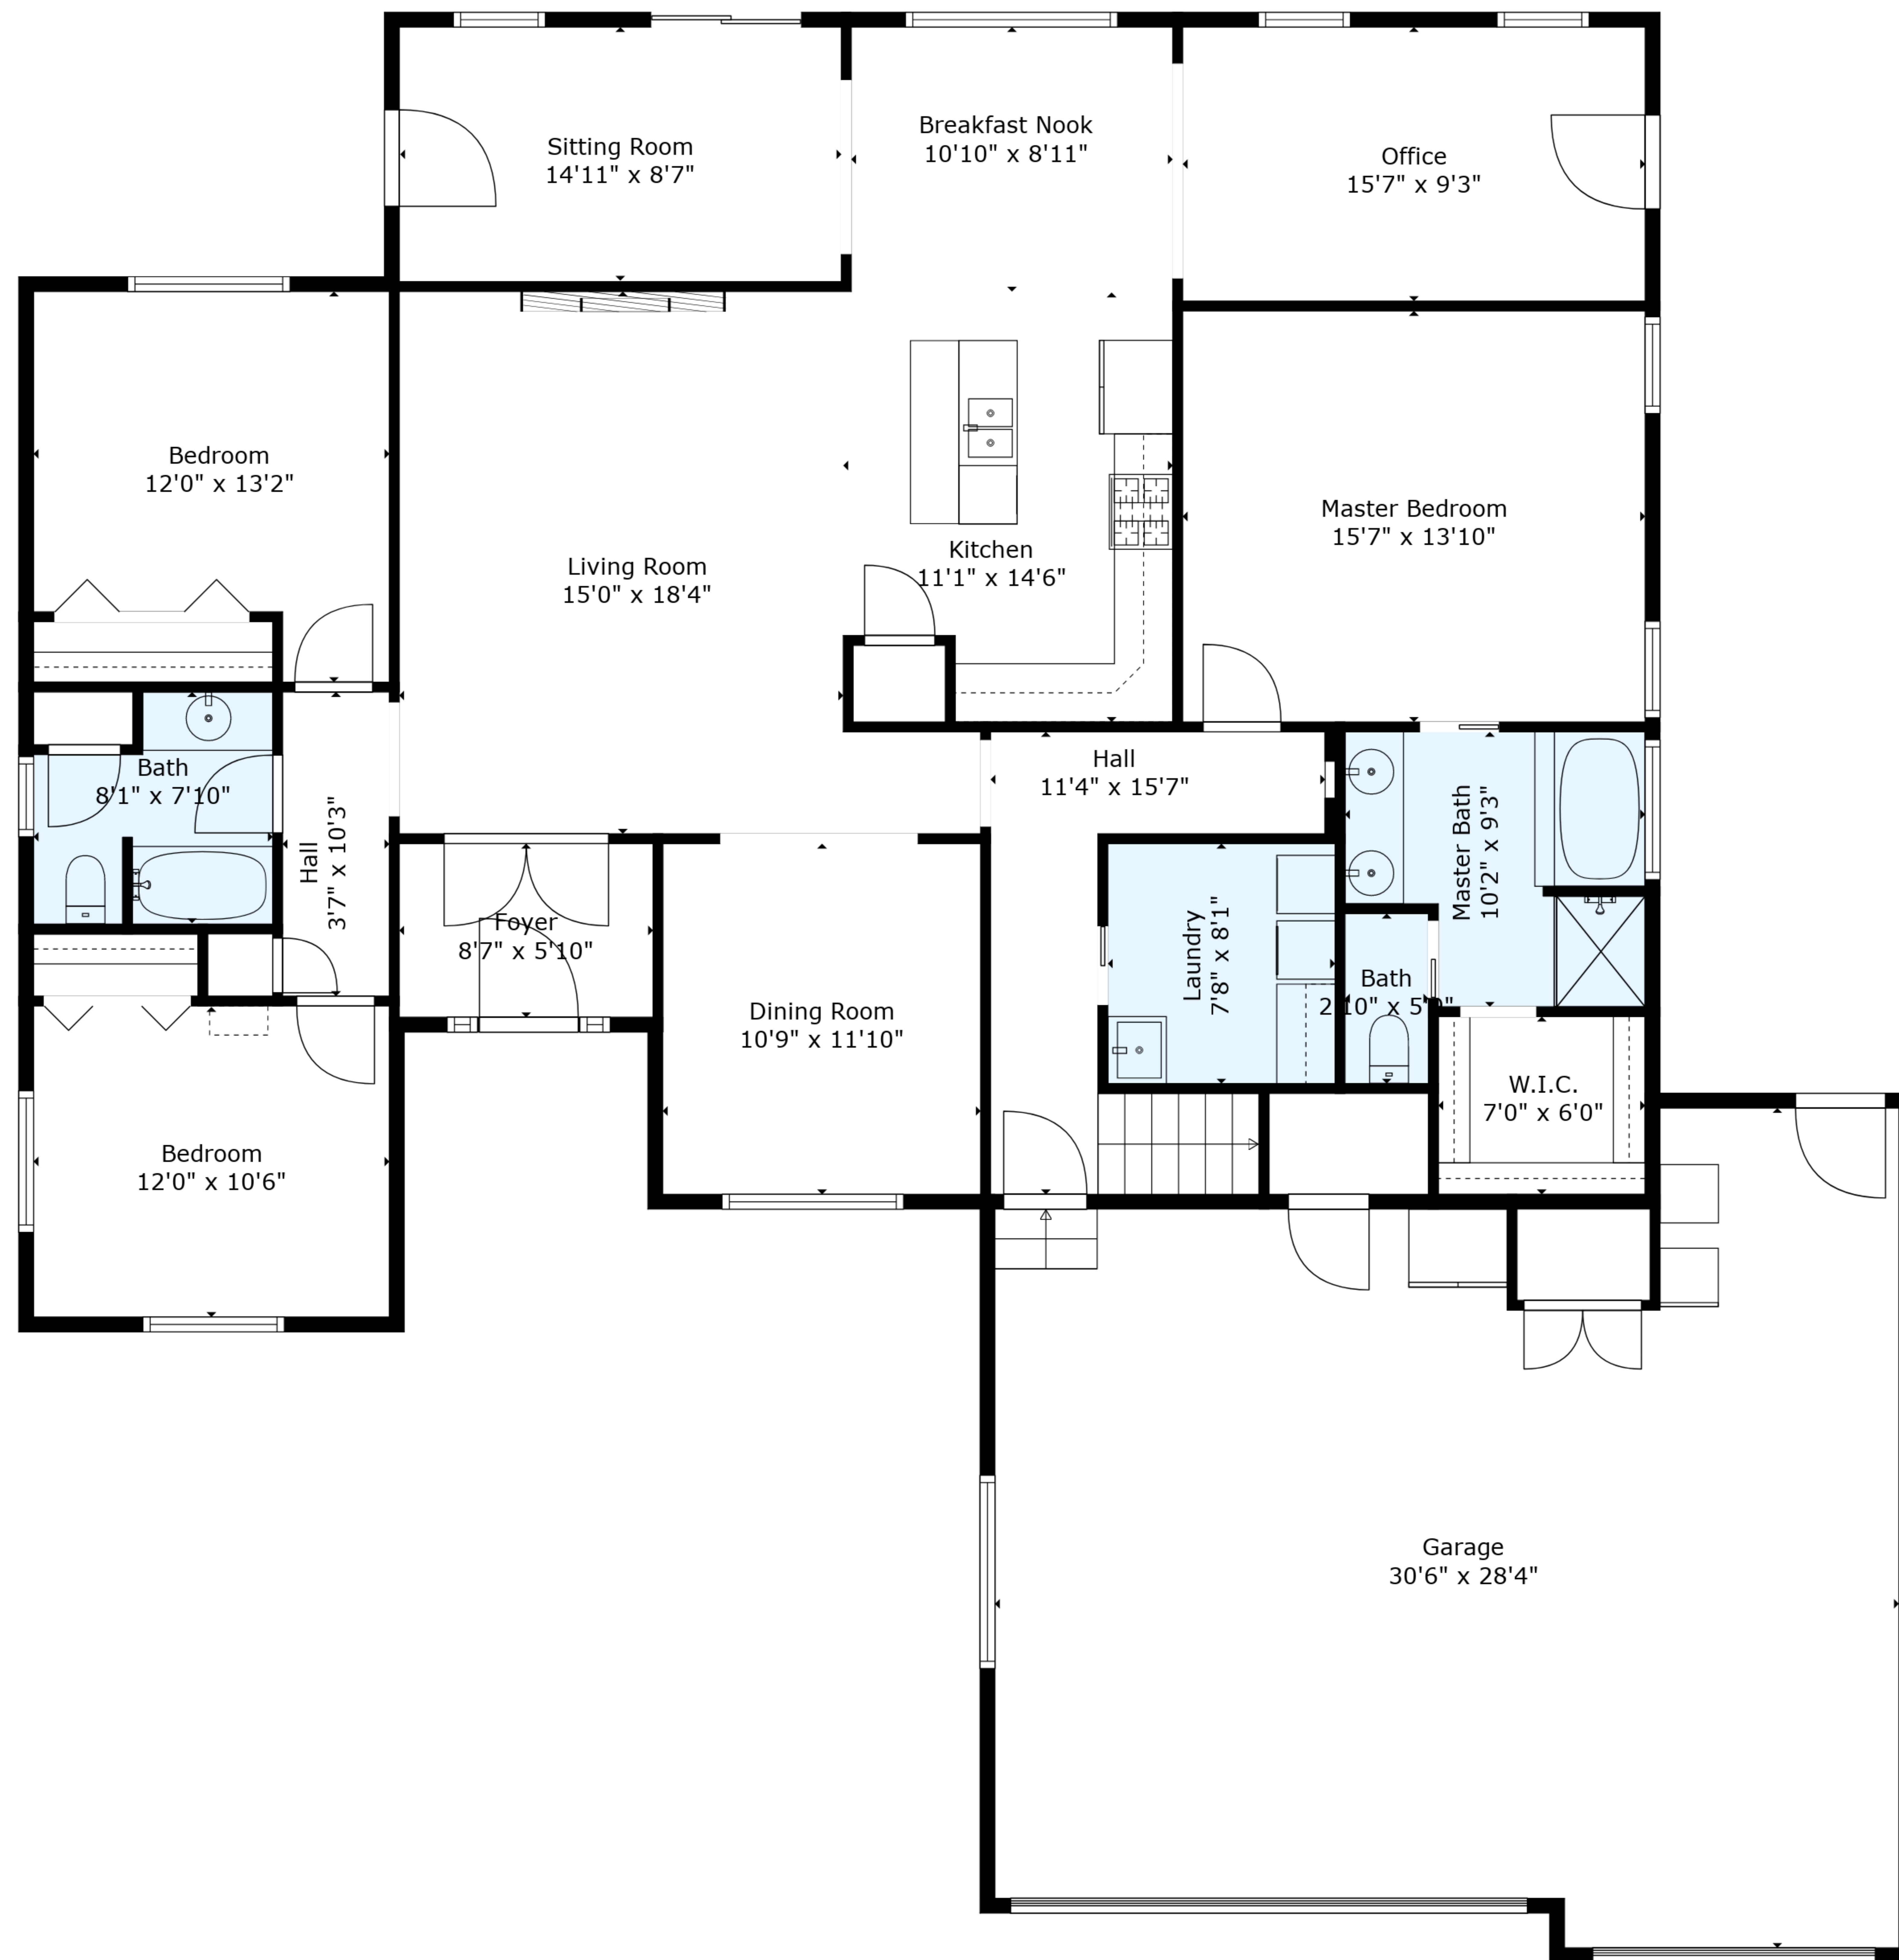 Sitting Room
14'11" x 8'7"
Breakfast Nook
10'10" x 8'11"
Office
15'7" x 9'3"
Bedroom
12'0" x 13'2"
Living Room
15'0" x 18'4"
Kitchen
11'1" x 14'6"
Master Bedroom
15'7" x 13'10"
Bath
8'1" x 7'10"
Hall
3'7" x 10'3"
Hall
11'4" x 15'7"
Master Bath
10'2" x 9'3"
Foyer
8'7" x 5'10"
Laundry
7'8" x 8'1"
Bath
Dining Room
10'9" x 11'10"
W.I.C.
7'0" x 6'0"
Bedroom
12'0" x 10'6"
Garage
30'6" x 28'4"